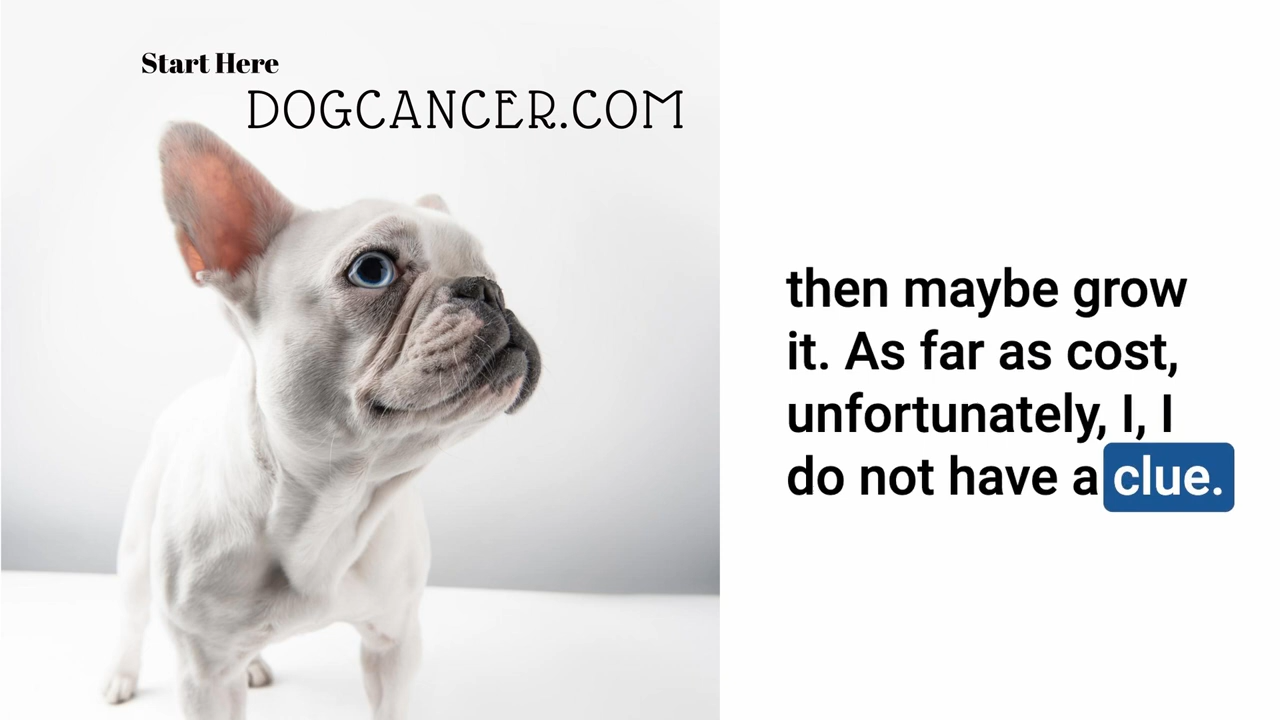 Start Here
DOGCANCER.COM
then maybe grow
it. As far as cost,
unfortunately, I, I
do not have a clue.